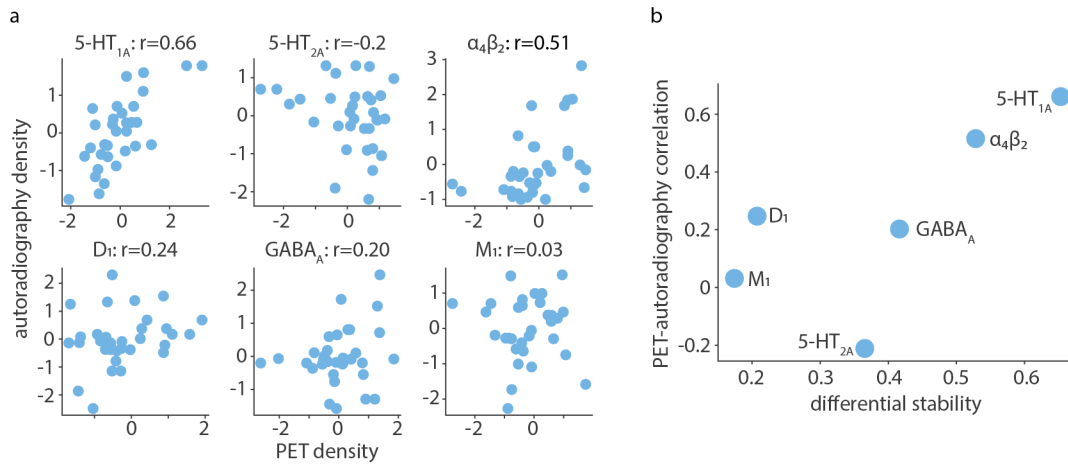 a
5-HT1A: r=0.66
5-HT2A: r=-0.2
α4β2: r=0.51
1
0
-1
-2
0
2
1
0
-1
-2
-2
0
3
2
1
0
-1
-2
0
autoradiography density
D1: r=0.24
GABAA: r=0.20
M1: r=0.03
2
1
0
-1
-2
-2
0
2
2
1
0
-1
-2
0
2
1
0
-1
-2
-2
0
PET density
b
PET-autoradiography correlation
0.6
0.4
0.2
0
-0.2
5-HT1A
α4β2
D1
GABAA
M1
5-HT2A
0.2
0.3
0.4
0.5
0.6
differential stability